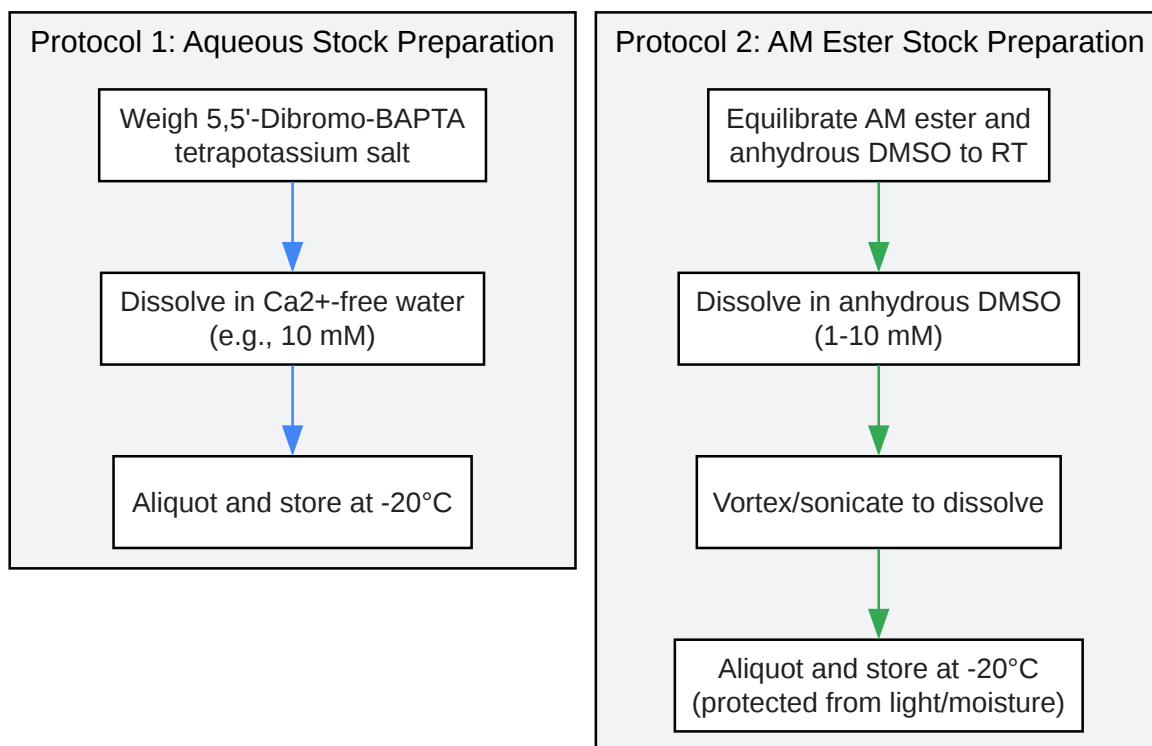 Protocol 1: Aqueous Stock Preparation
Weigh 5,5'-Dibromo-BAPTA
tetrapotassium salt
Dissolve in Ca2+-free water
(e.g., 10 mM)
Aliquot and store at -20°C
Protocol 2: AM Ester Stock Preparation
Equilibrate AM ester and
anhydrous DMSO to RT
Dissolve in anhydrous DMSO
(1-10 mM)
Vortex/sonicate to dissolve
Aliquot and store at -20°C
(protected from light/moisture)